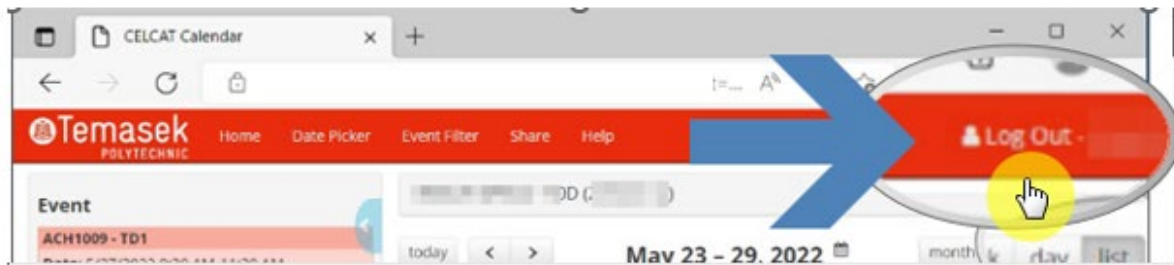 CELCAT Calendar
Temasek
POLYTECHNIC
Home Date Picker Event Filter Share Help
Log Out -
Event
ACH1009 - TD1
today < > May 23 – 29, 2022 month day list